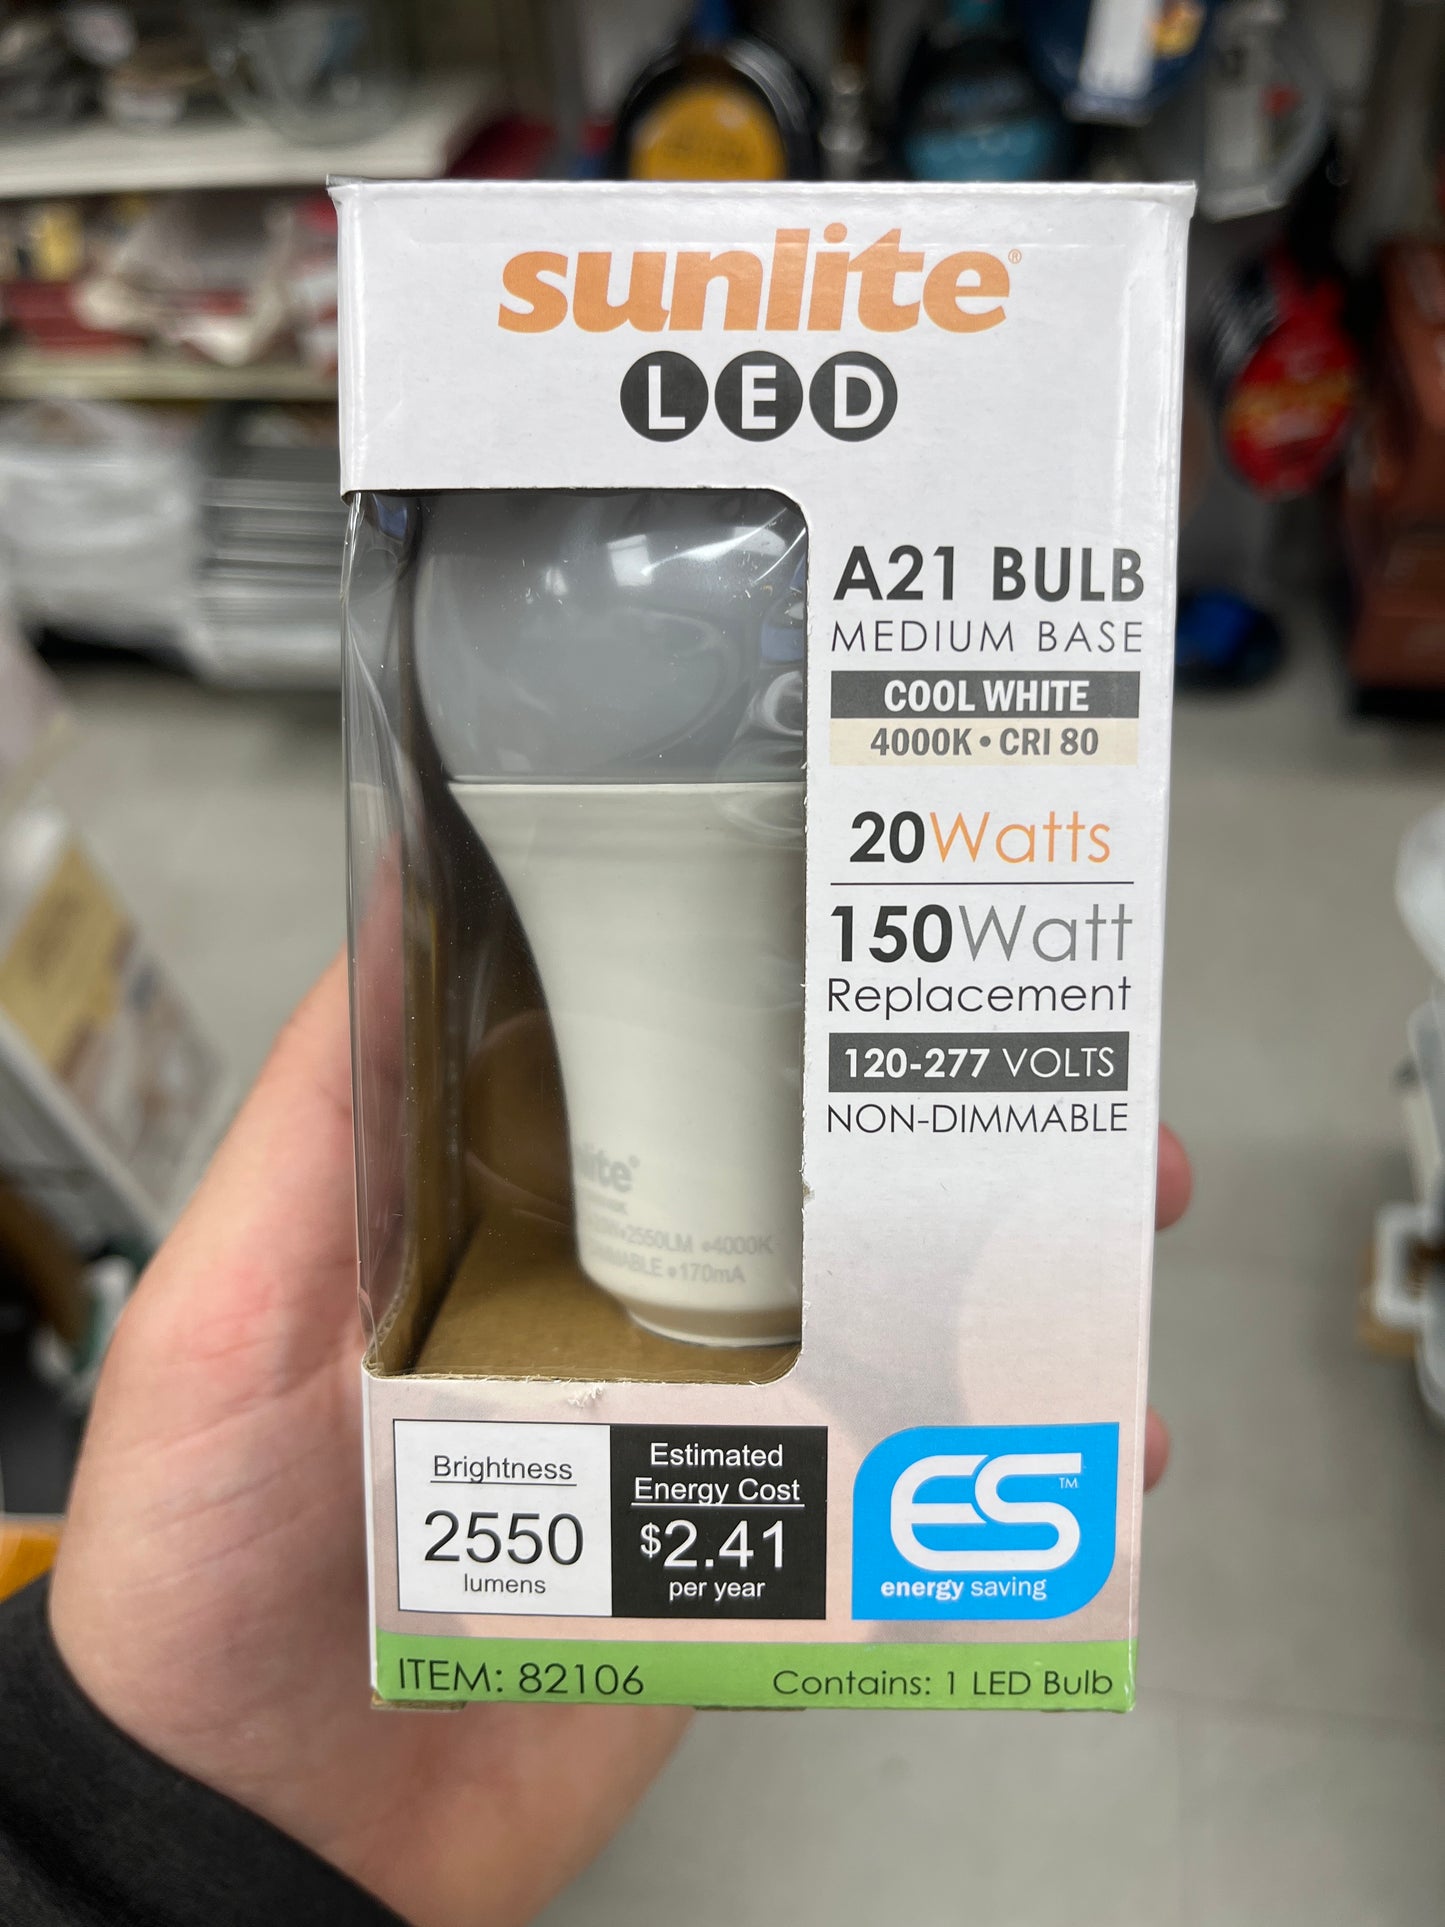 sunlite®
LED
A21 BULB
MEDIUM BASE
COOL WHITE
4000K • CRI 80
20Watts
150Watt
Replacement
120-277 VOLTS
NON-DIMMABLE
2550LM •4000K
•170mA
Brightness
2550
lumens
Estimated
Energy Cost
$2.41
per year
ES™
energy saving
ITEM: 82106
Contains: 1 LED Bulb